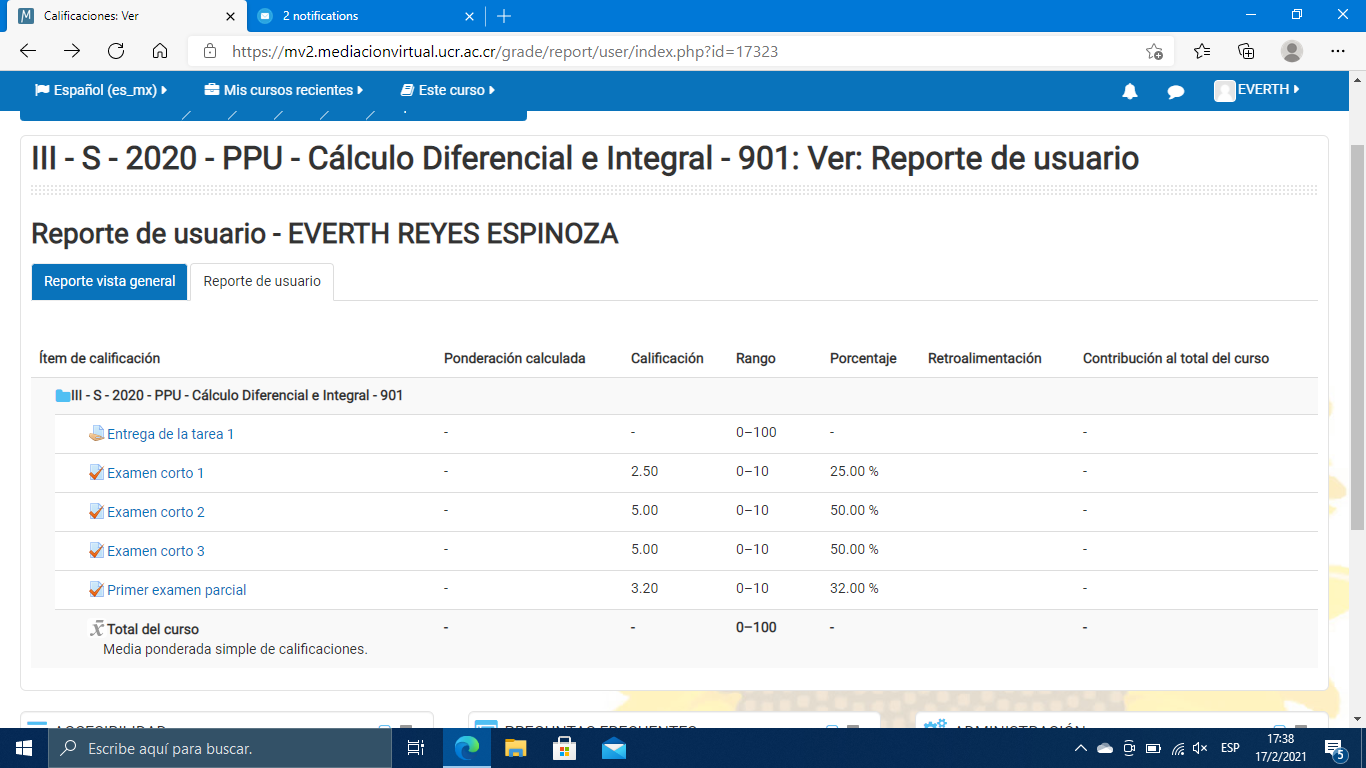 Calificaciones: Ver
2 notifications
https://mv2.mediacionvirtual.ucr.ac.cr/grade/report/user/index.php?id=17323
Español (es_mx) Mis cursos recientes Este curso EVERTH
III - S - 2020 - PPU - Cálculo Diferencial e Integral - 901: Ver: Reporte de usuario
Reporte de usuario - EVERTH REYES ESPINOZA
Reporte vista general Reporte de usuario
Ítem de calificación Ponderación calculada Calificación Rango Porcentaje Retroalimentación Contribución al total del curso
III - S - 2020 - PPU - Cálculo Diferencial e Integral - 901
Entrega de la tarea 1 - - 0–100 - -
Examen corto 1 - 2.50 0–10 25.00 % -
Examen corto 2 - 5.00 0–10 50.00 % -
Examen corto 3 - 5.00 0–10 50.00 % -
Primer examen parcial - 3.20 0–10 32.00 % -
x̄ Total del curso - - 0–100 - -
Media ponderada simple de calificaciones.
ACCESIBILIDAD PREGUNTAS FRECUENTES ADMINISTRACIÓN
Escribe aquí para buscar.
ESP
17:38
17/2/2021
5